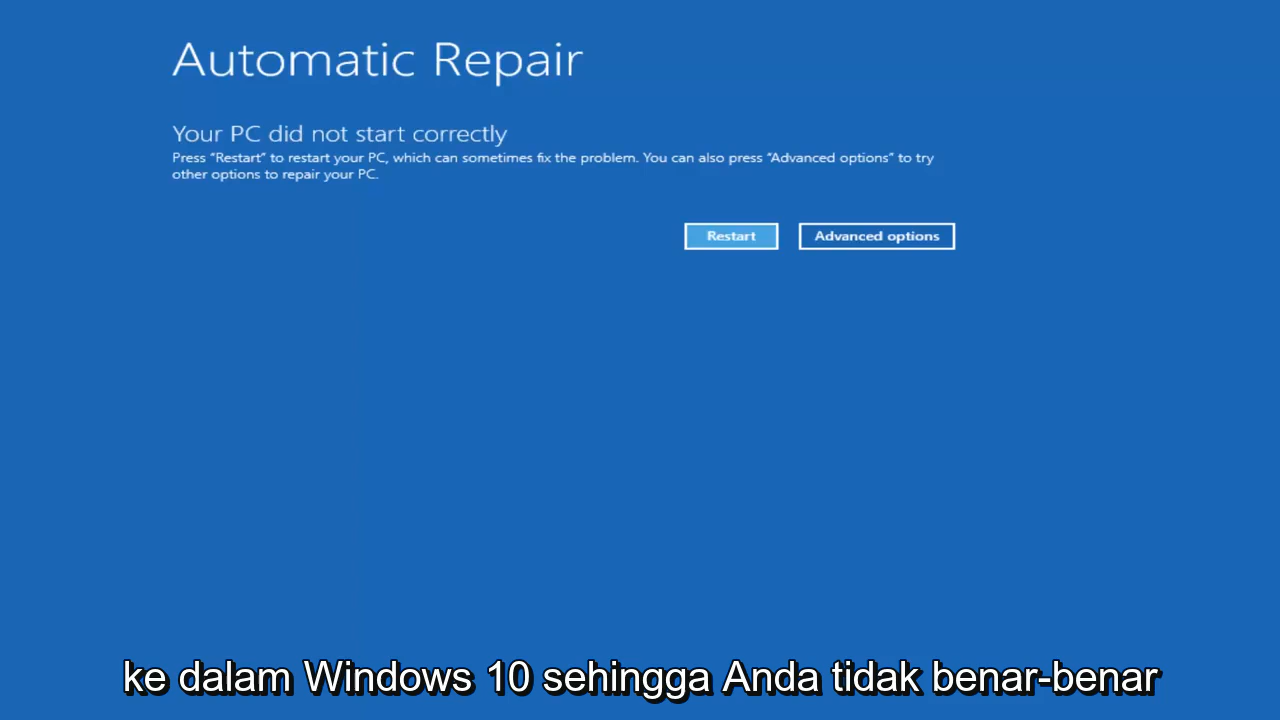 Automatic Repair
Your PC did not start correctly
Press “Restart” to restart your PC, which can sometimes fix the problem. You can also press “Advanced options” to try
other options to repair your PC.
Restart
Advanced options
ke dalam Windows 10 sehingga Anda tidak benar-benar